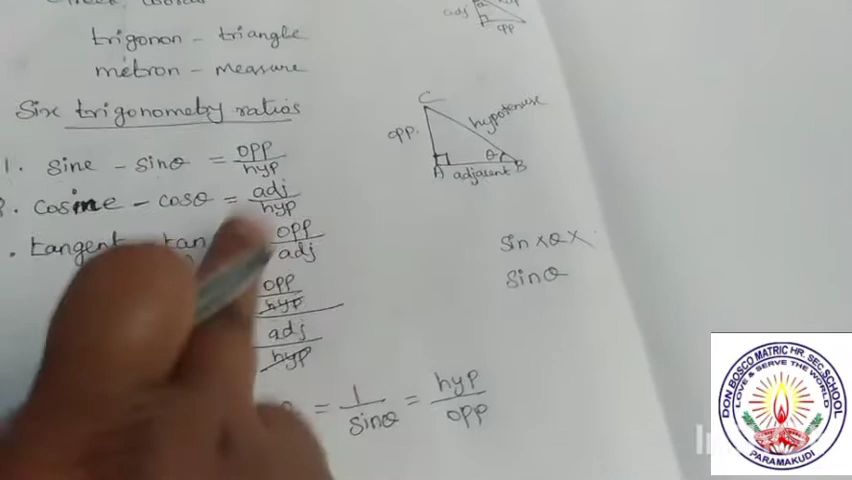 trigonon - triangle
metron - measure
Six trigonometry ratios
1. sine - sinθ = opp/hyp
cosine - cosθ = adj/hyp
. tangent - tan opp/adj
opp/hyp
adj/hyp
= 1/sinθ = hyp/opp
adj
opp
C
opp.
hypotenuse
θ
A adjacent B
sin x θ x
sinθ
DON BOSCO MATRIC HR. SEC SCHOOL
LOVE & SERVE THE WORLD
PARAMAKUDI